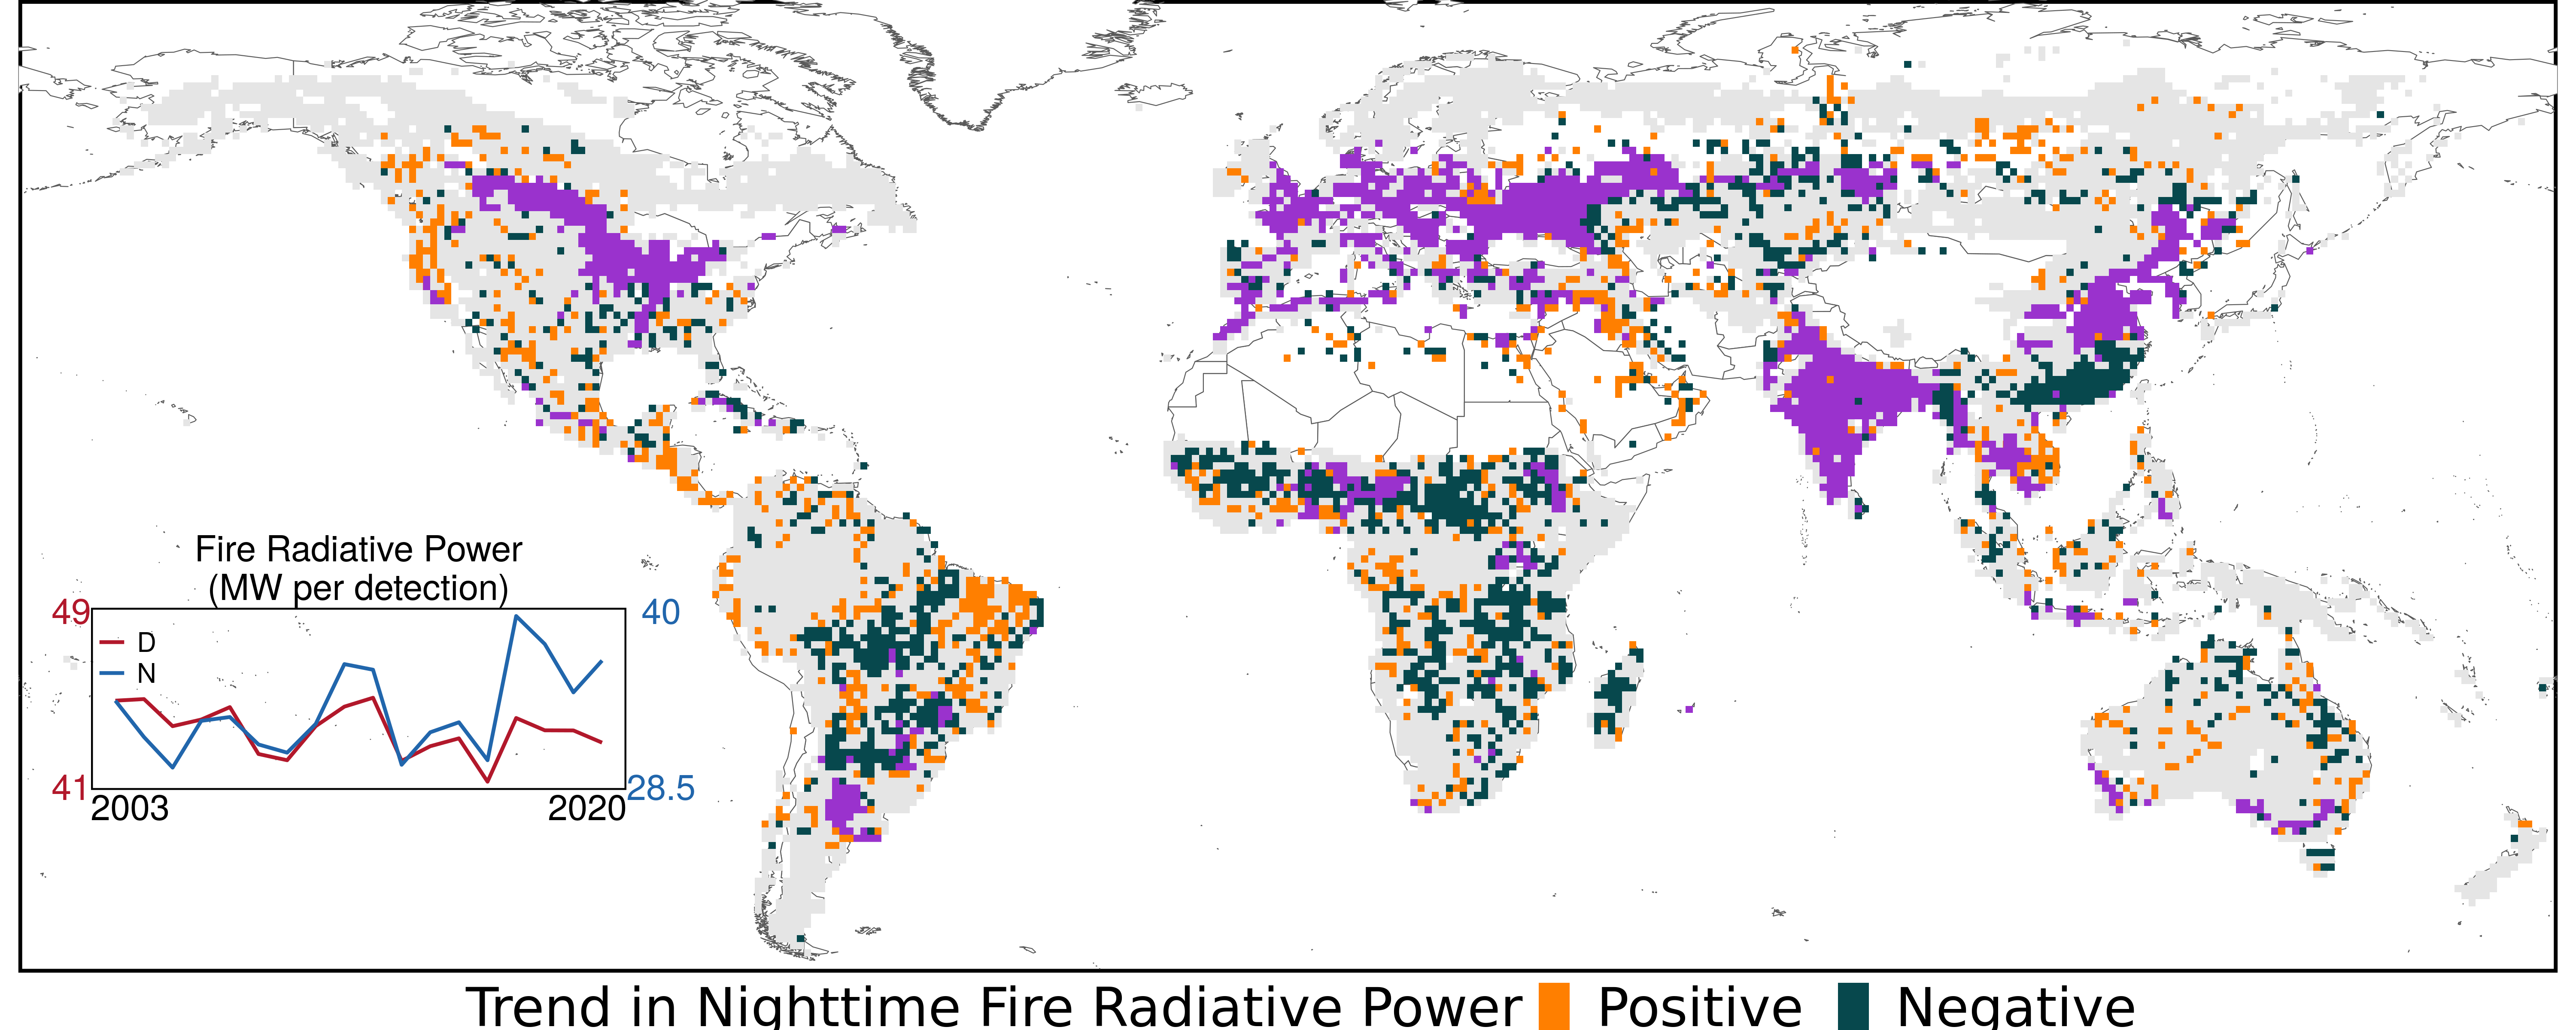 Fire Radiative Power
(MW per detection)
49
40
D
N
41
28.5
2003
2020
Trend in Nighttime Fire Radiative Power Positive Negative